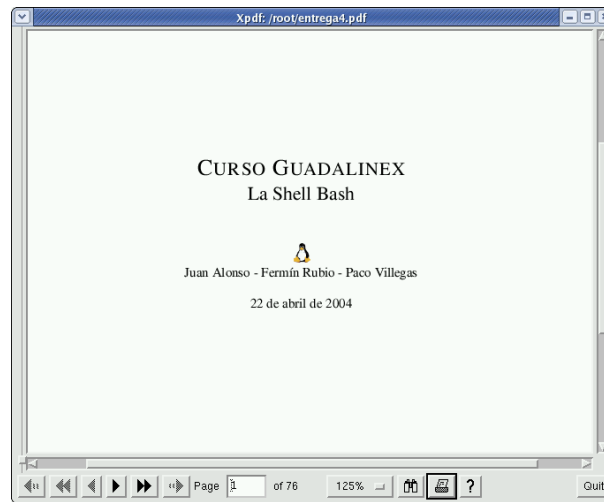 Xpdf: /root/entrega4.pdf
CURSO GUADALINEX
La Shell Bash
Juan Alonso - Fermín Rubio - Paco Villegas
22 de abril de 2004
Page 1 of 76 125% ? Quit